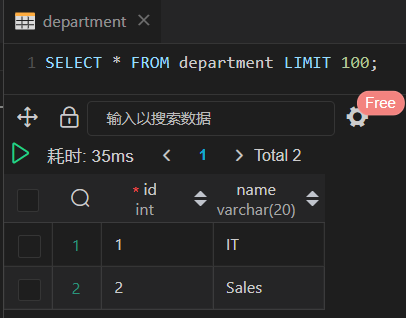 department
1 SELECT * FROM department LIMIT 100;
输入以搜索数据
Free
耗时: 35ms 1 Total 2
* id name
int varchar(20)
1 1 IT
2 2 Sales